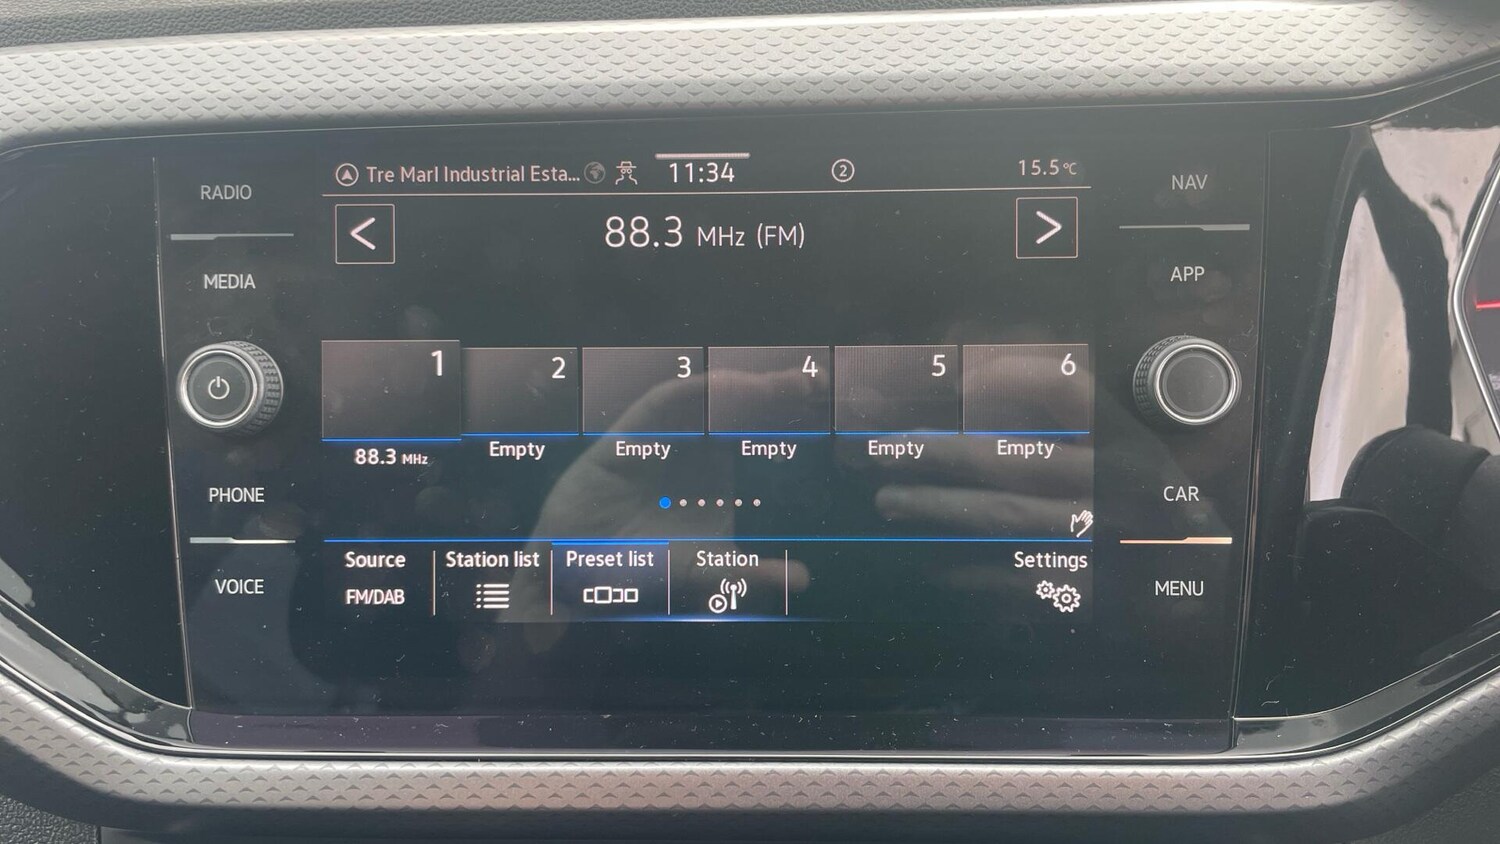 RADIO
MEDIA
PHONE
VOICE
Tre Marl Industrial Esta... 11:34 2 15.5°C
88.3 MHz (FM)
1 2 3 4 5 6
88.3 MHz Empty Empty Empty Empty Empty
Source Station list Preset list Station Settings
FM/DAB
NAV
APP
CAR
MENU